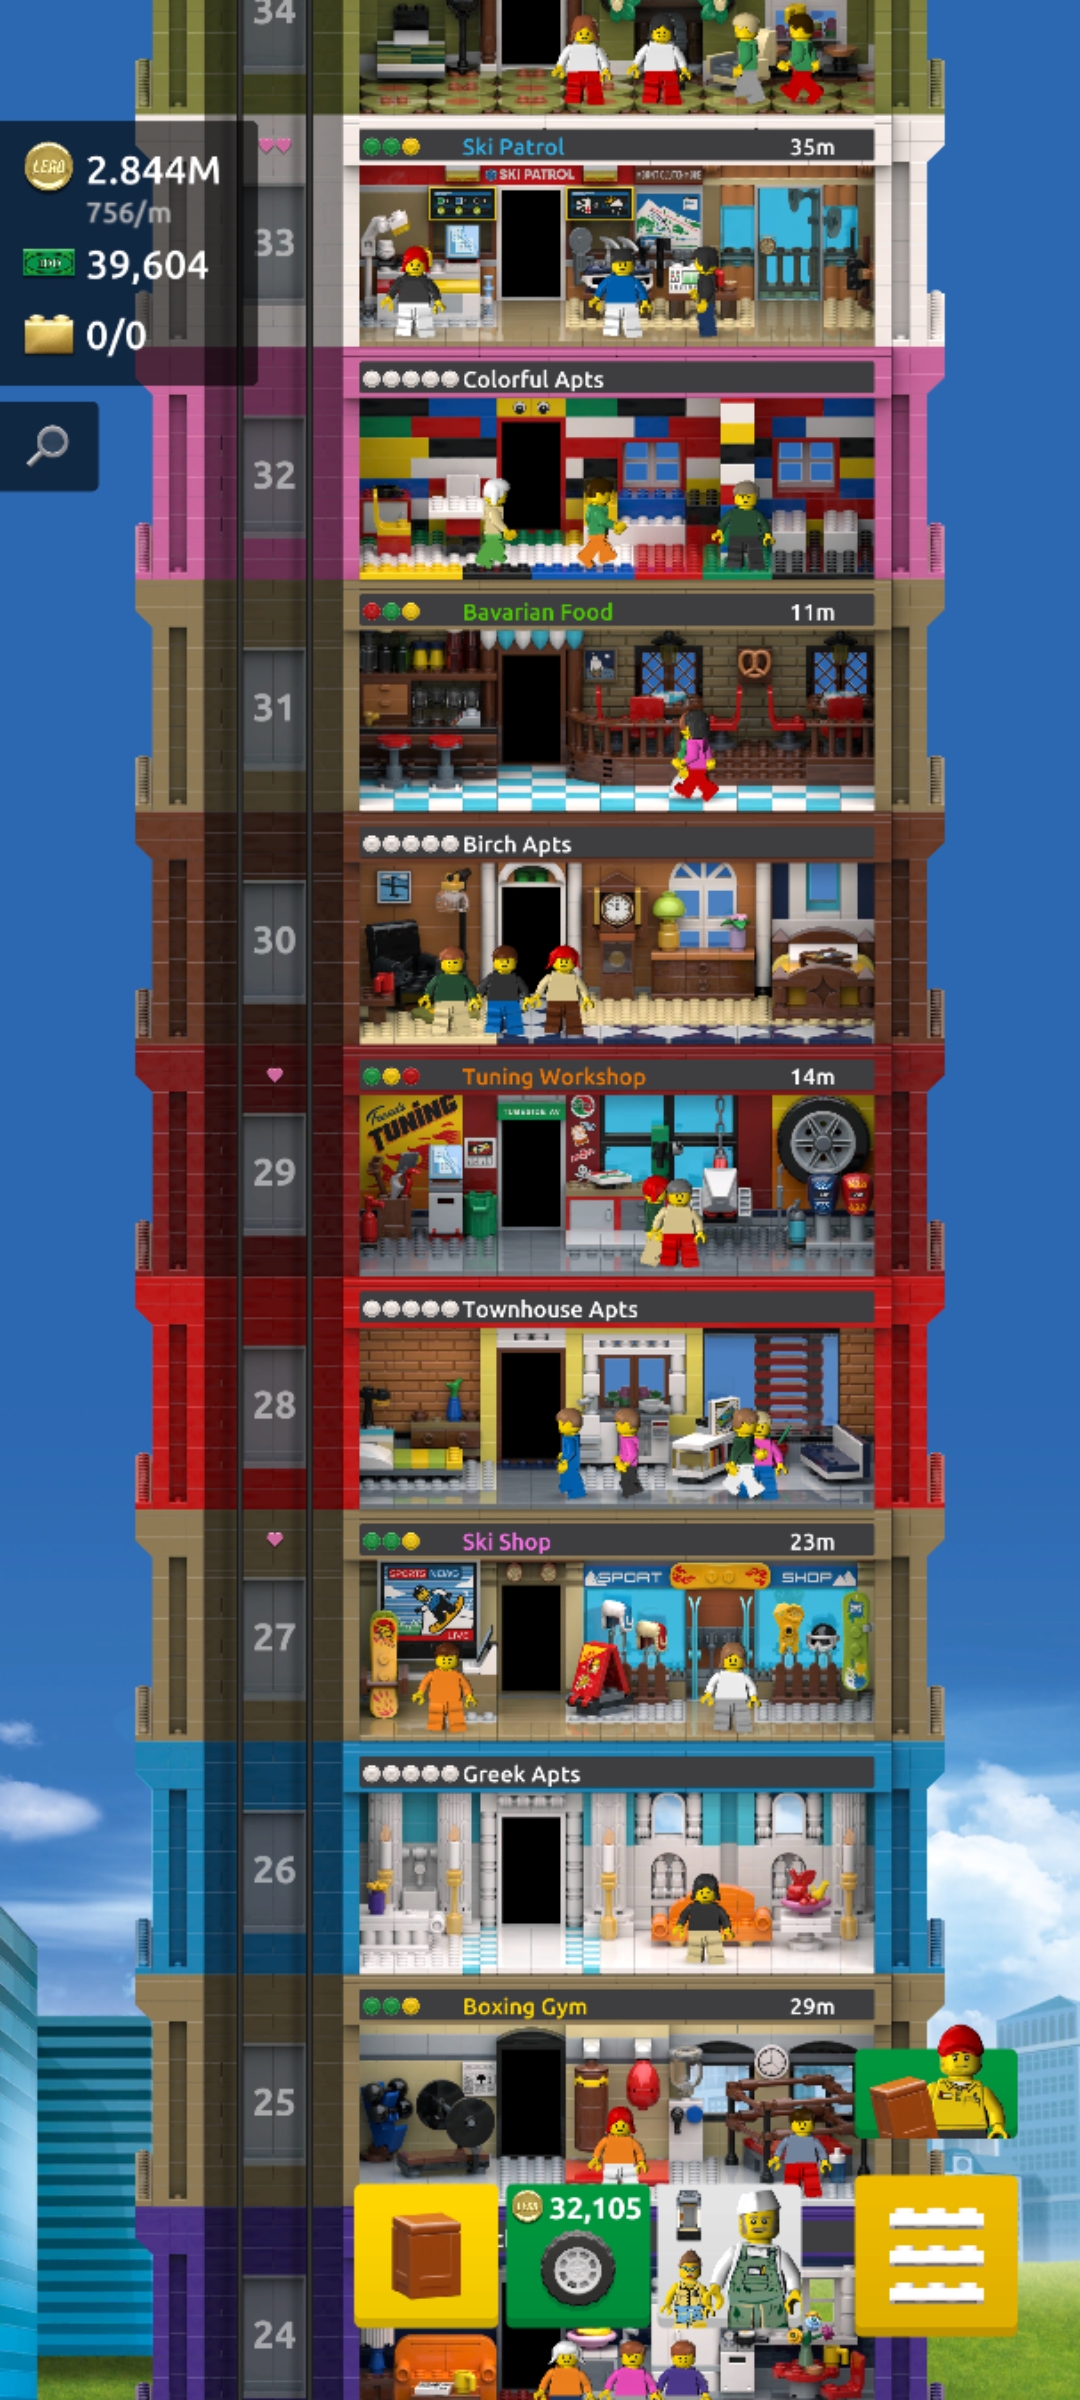 34
Ski Patrol 35m
LEGO 2.844M
756/m
39,604
0/0
SKI PATROL
33
Colorful Apts
32
Bavarian Food 11m
31
Birch Apts
30
Tuning Workshop 14m
TUNING
29
Townhouse Apts
28
Ski Shop 23m
SPORTS NEWS
LIVE
SPORT SHOP
27
Greek Apts
26
Boxing Gym 29m
25
32,105
24